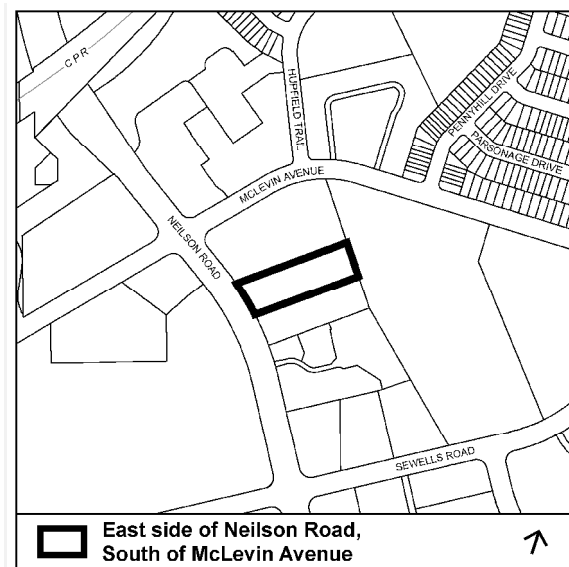 CPR
HUPFIELD TRAIL
PENNYHILL DRIVE
PARSONAGE DRIVE
MCLEVIN AVENUE
NEILSON ROAD
SEWELLS ROAD
East side of Neilson Road,
South of McLevin Avenue